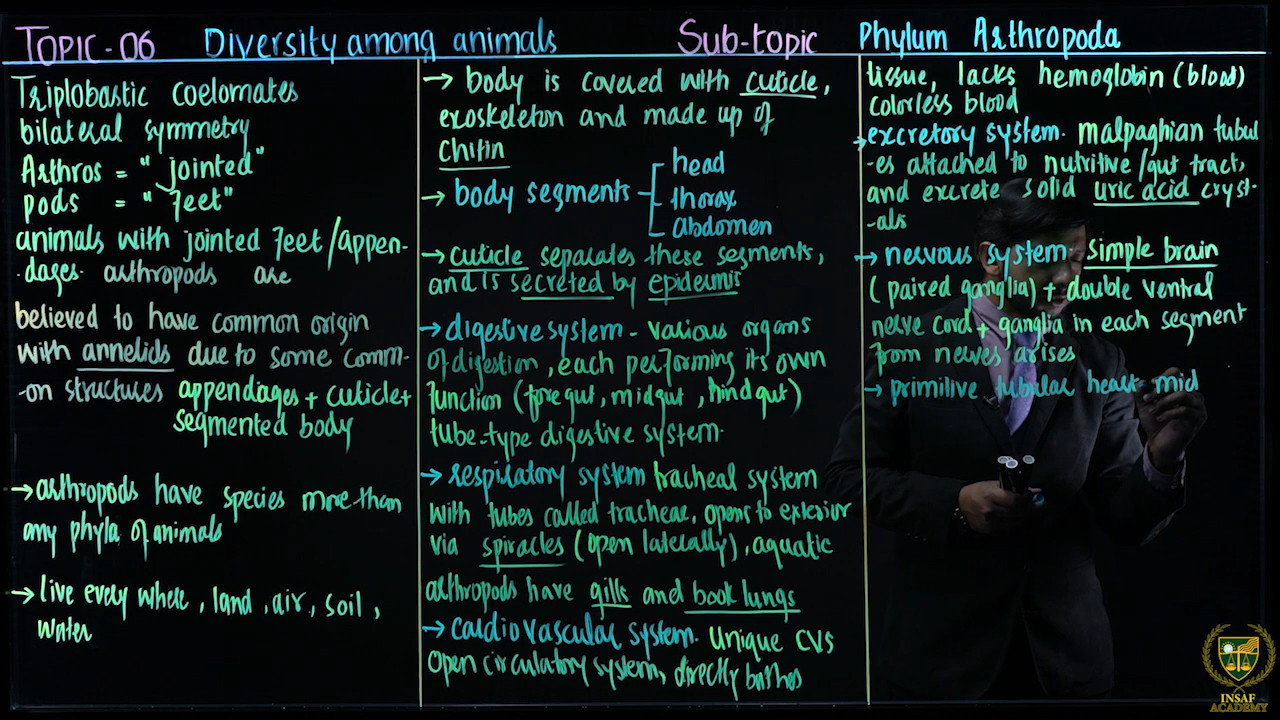 TOPIC-06 Diversity among animals Sub-topic Phylum Arthropoda
Triploblastic coelomates
bilateral symmetry
Arthros = "jointed"
pods = "Feet"
animals with jointed Feet/appen-
-dages. arthropods are
believed to have common origin
with annelids due to some comm-
-on structures appendages + cuticle+
segmented body
→ arthropods have species more than
any phyla of animals
→ live every where, land, air, soil,
water
→ body is covered with cuticle,
exoskeleton and made up of
Chitin
→ body segments
head
thorax
abdomen
→ cuticle separates these segments,
and is secreted by epidermis
→ digestive system - various organs
of digestion, each performing its own
function (foregut, midgut, hindgut)
tube-type digestive system.
→ respiratory system tracheal system
with tubes called tracheae, opens to exterior
via spiracles (open laterally), aquatic
arthropods have gills and book lungs
→ cardiovascular system. Unique CVS
Open circulatory system, directly bathes
tissue, lacks hemoglobin (blood)
colorless blood
→ excretory system. malpaghian tubul
-es attached to nutritive/gut tract,
and excrete solid uric acid cryst-
-als
→ nervous system. simple brain
(paired ganglia) + double ventral
nerve cord + ganglia in each segment
from nerves arises
→ primitive tubular heart mid
INSAF
ACADEMY